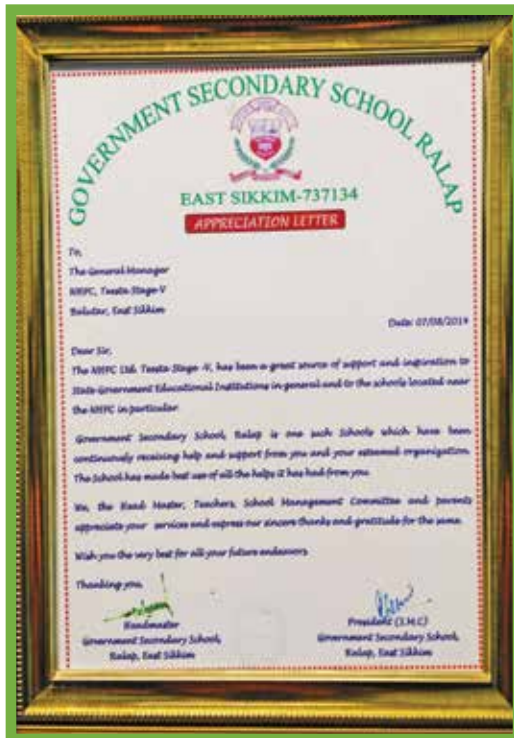 GOVERNMENT SECONDARY SCHOOL RALAP
EAST SIKKIM-737134
APPRECIATION LETTER
To,
The General Manager
NHPC, Teesta Stage-V
Balutar, East Sikkim
Date: 07/08/2019
Dear Sir,
The NHPC Ltd. Teesta Stage -V, has been a great source of support and inspiration to
State Government Educational Institutions in general and to the schools located near
the NHPC in particular.
Government Secondary School, Ralap is one such Schools which have been
continuously receiving help and support from you and your esteemed organization.
The School has made best use of all the helps it has had from you.
We, the Head Master, Teachers, School Management Committee and parents
appreciate your services and express our sincere thanks and gratitude for the same.
Wish you the very best for all your future endeavors.
Thanking you,
Headmaster
Government Secondary School,
Ralap, East Sikkim
President (S.M.C)
Government Secondary School,
Ralap, East Sikkim